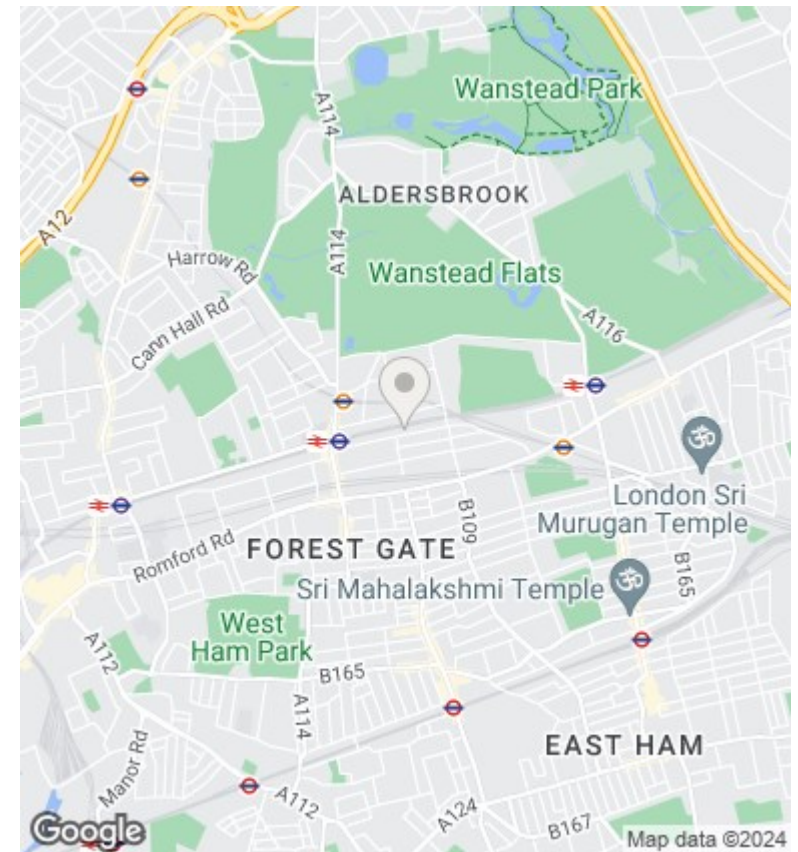 Wanstead Park
A114
ALDERSBROOK
A12
A114
Harrow Rd
Wanstead Flats
Cann Hall Rd
A116
ॐ
London Sri
Murugan Temple
B109
FOREST GATE
Romford Rd
Sri Mahalakshmi Temple
ॐ
B165
West
Ham Park
A112
B165
A114
EAST HAM
Manor Rd
A112
A124
B167
Google
Map data ©2024